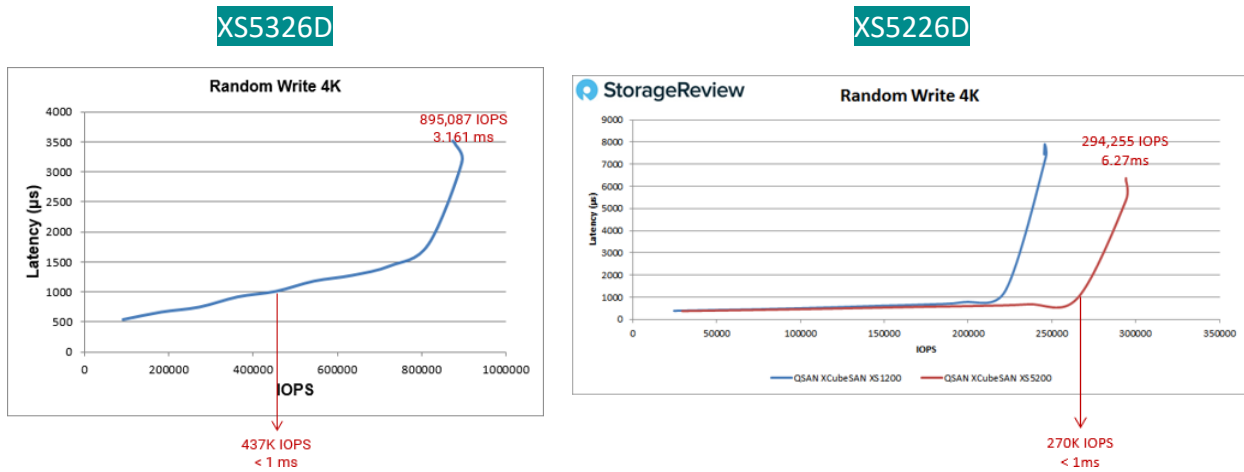 XS5326D
XS5226D
Random Write 4K
4000
3500
3000
2500
2000
1500
1000
500
0
Latency (µs)
0
200000
400000
600000
800000
1000000
IOPS
895,087 IOPS
3.161 ms
437K IOPS
< 1 ms
StorageReview
Random Write 4K
9000
8000
7000
6000
5000
4000
3000
2000
1000
0
Latency (µs)
0
50000
100000
150000
200000
250000
300000
350000
IOPS
294,255 IOPS
6.27ms
QSAN XCubeSAN XS1200
QSAN XCubeSAN XS5200
270K IOPS
< 1ms